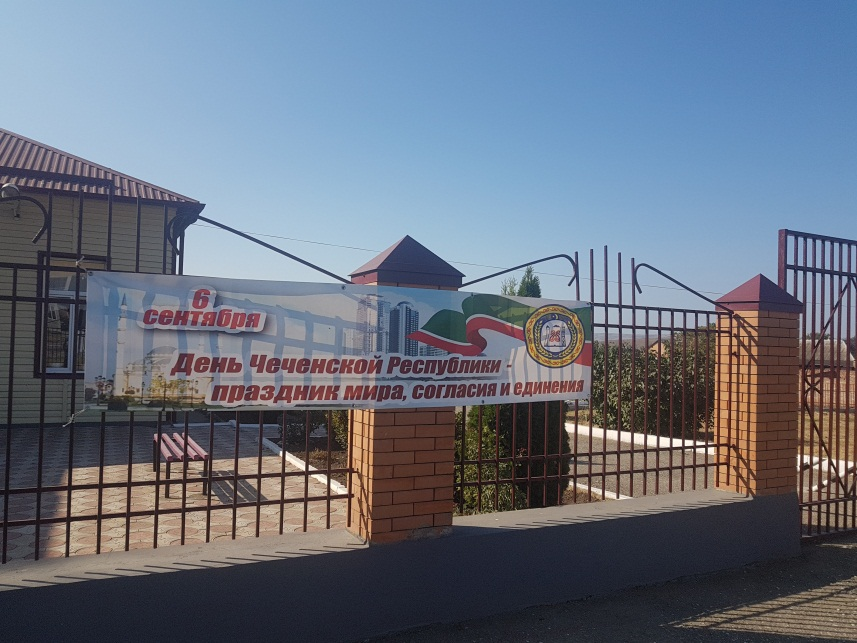 6
сентября
День Чеченской Республики -
праздник мира, согласия и единения